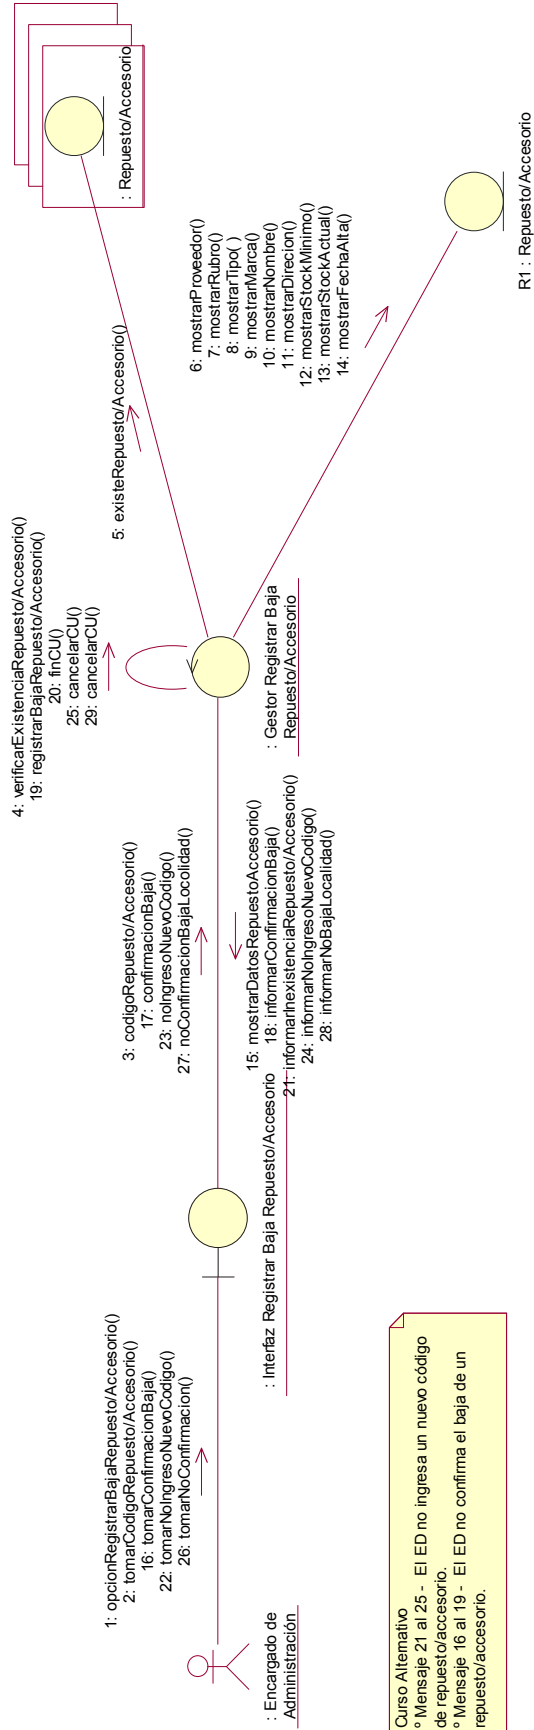 : Encargado de
Administración
1: opcionRegistrarBajaRepuesto/Accesorio()
2: tomarCodigoRepuesto/Accesorio()
16: tomarConfirmacionBaja()
22: tomarNoIngresoNuevoCodigo()
26: tomarNoConfirmacion()
: Interfaz Registrar Baja Repuesto/Accesorio
3: codigoRepuesto/Accesorio()
17: confirmacionBaja()
23: noIngresoNuevoCodigo()
27: noConfirmacionBajaLocolidad()
15: mostrarDatosRepuestoAccesorio()
18: informarConfirmacionBaja()
21: informarInexistenciaRepuesto/Accesorio()
24: informarNoIngresoNuevoCodigo()
28: informarNoBajaLocalidad()
4: verificarExistenciaRepuesto/Accesorio()
19: registrarBajaRepuesto/Accesorio()
20: finCU()
25: cancelarCU()
29: cancelarCU()
: Gestor Registrar Baja
Repuesto/Accesorio
5: existeRepuesto/Accesorio()
: Repuesto/Accesorio
6: mostrarProveedor()
7: mostrarRubro()
8: mostrarTipo( )
9: mostrarMarca()
10: mostrarNombre()
11: mostrarDirecion()
12: mostrarStockMinimo()
13: mostrarStockActual()
14: mostrarFechaAlta()
R1 : Repuesto/Accesorio
Curso Alternativo
º Mensaje 21 al 25 - El ED no ingresa un nuevo código
de repuesto/accesorio.
º Mensaje 16 al 19 - El ED no confirma el baja de un
repuesto/accesorio.